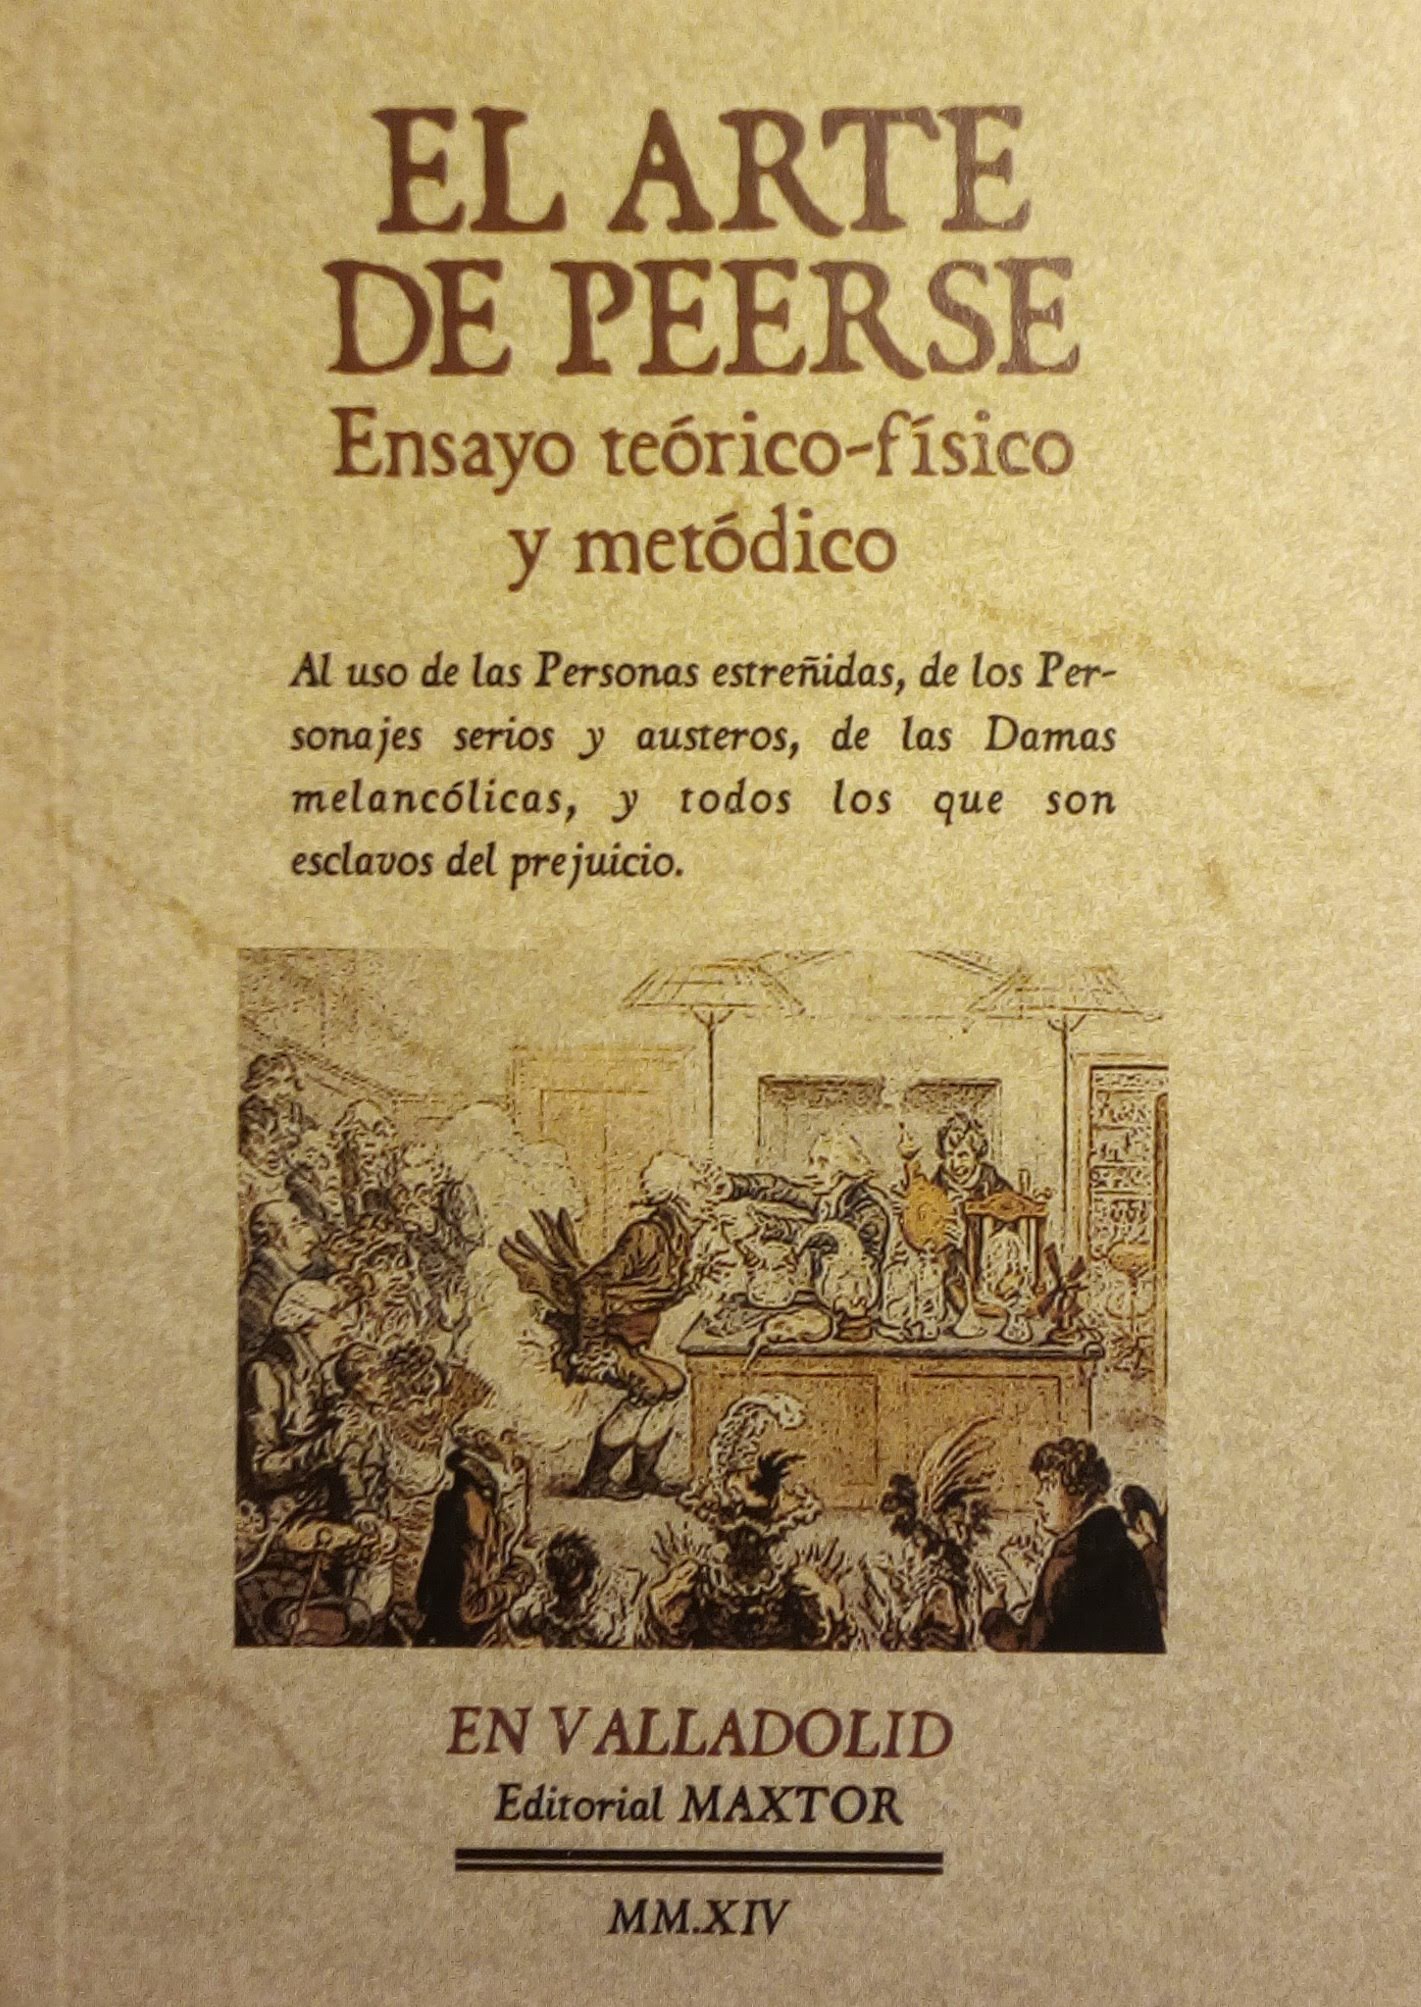 EL ARTE
DE PEERSE
Ensayo teórico-físico
y metódico
Al uso de las Personas estreñidas, de los Per-
sonajes serios y austeros, de las Damas
melancólicas, y todos los que son
esclavos del prejuicio.
EN VALLADOLID
Editorial MAXTOR
MM.XIV